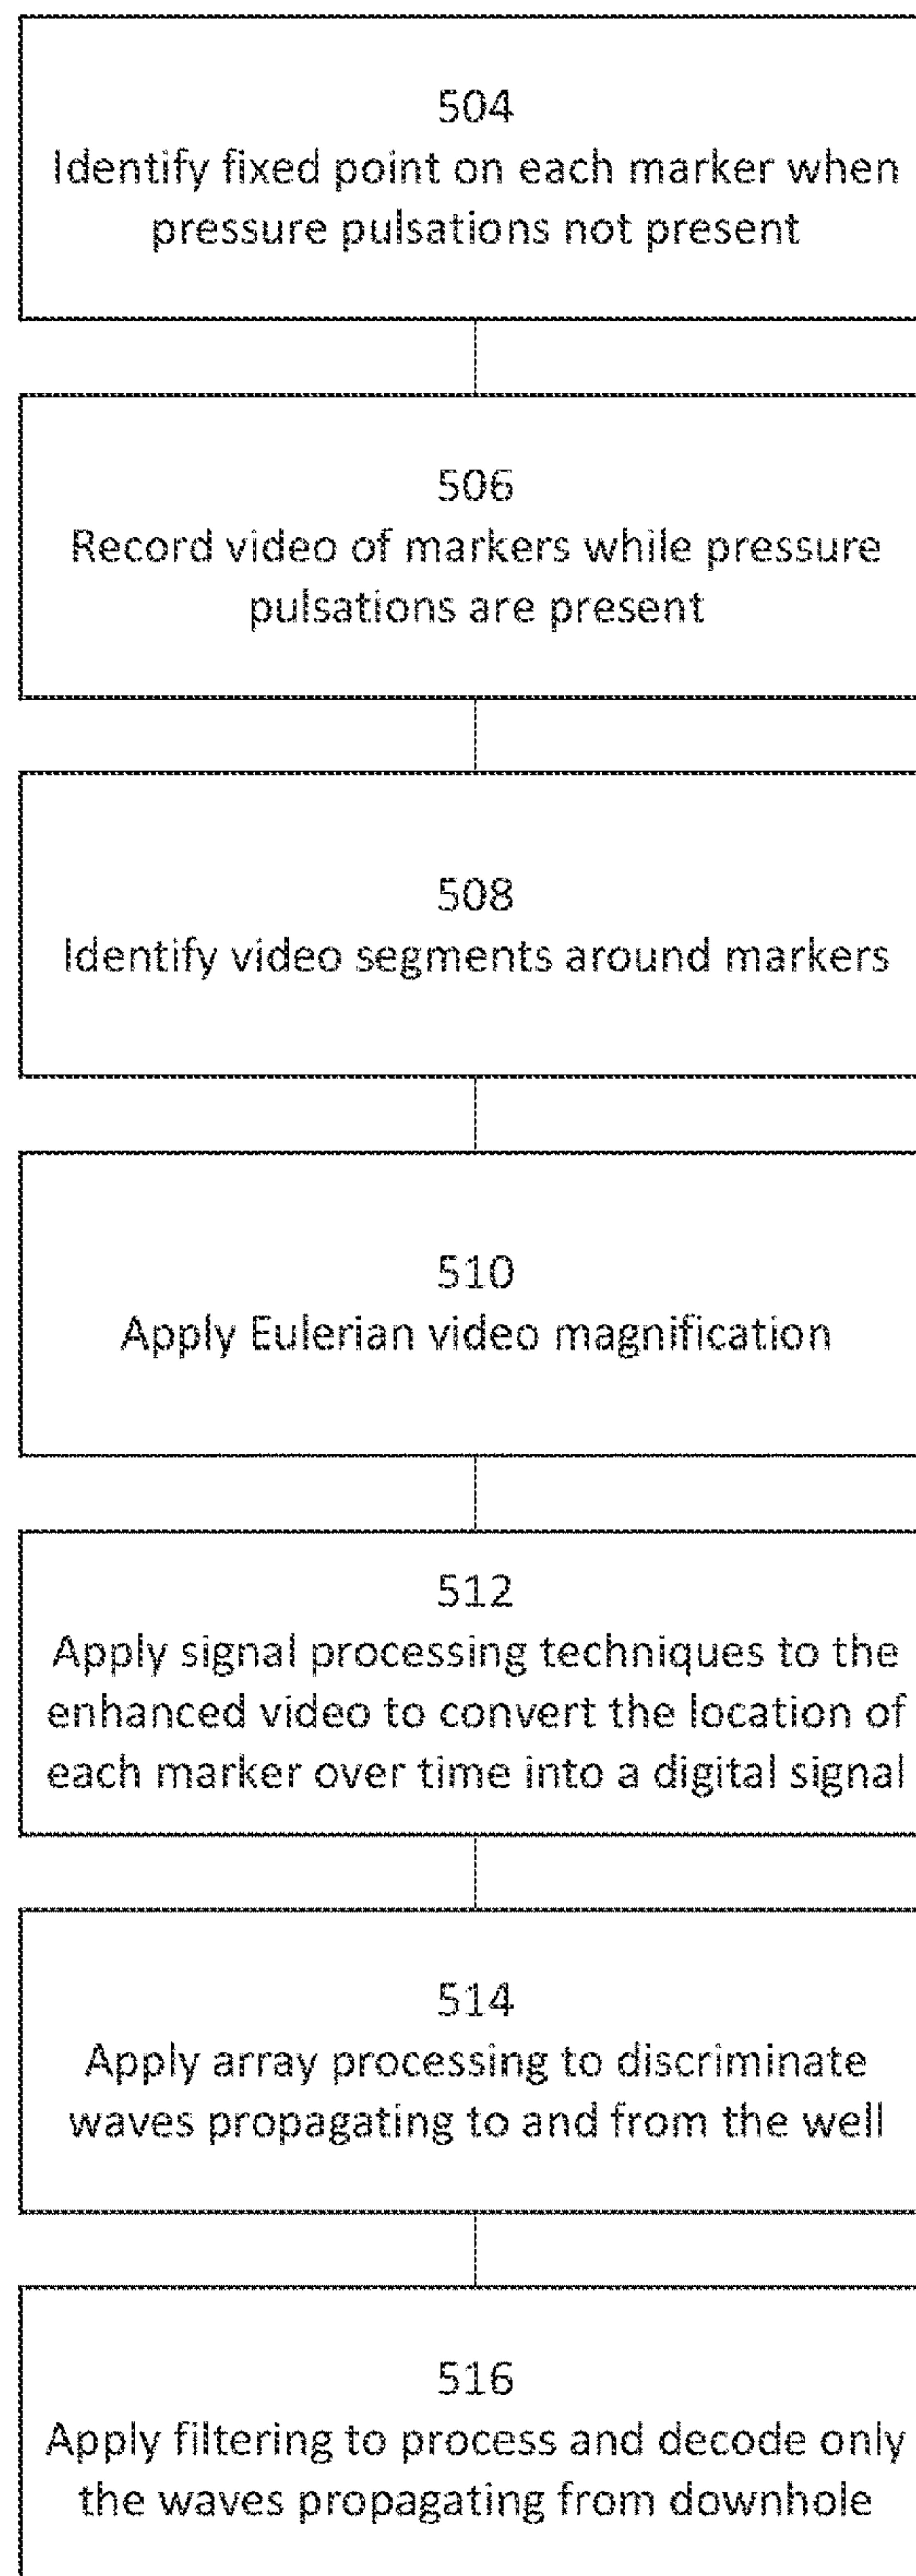 504
Identify fixed point on each marker when
pressure pulsations not present
506
Record video of markers while pressure
pulsations are present
508
Identify video segments around markers
510
Apply Eulerian video magnification
512
Apply signal processing techniques to the
enhanced video to convert the location of
each marker over time into a digital signal
514
Apply array processing to discriminate
waves propagating to and from the well
516
Apply filtering to process and decode only
the waves propagating from downhole